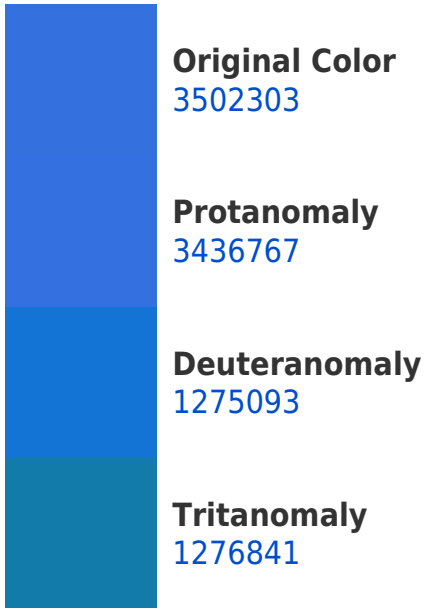 Original Color
3502303
Protanomaly
3436767
Deuteranomaly
1275093
Tritanomaly
1276841